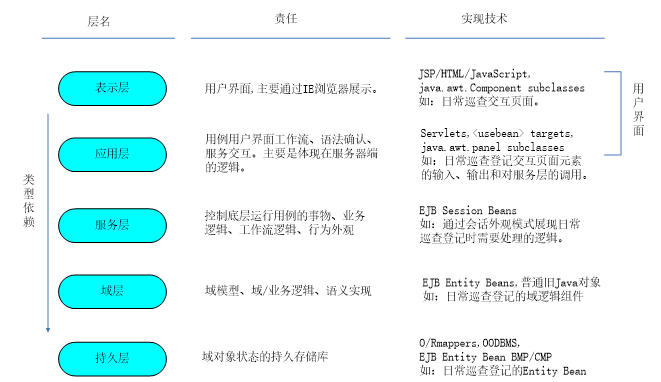 层名
责任
实现技术
表示层
用户界面,主要通过IE浏览器展示。
JSP/HTML/JavaScript,
java.awt.Component subclasses
如: 日常巡查交互页面。
用户界面
应用层
用例用户界面工作流、语法确认、
服务交互。主要是体现在服务器端
的逻辑。
Servlets,<usebean> targets,
java.awt.panel subclasses
如: 日常巡查登记交互页面元素
的输入、输出和对服务层的调用。
类型依赖
服务层
控制底层运行用例的事物、业务
逻辑、工作流逻辑、行为外观
EJB Session Beans
如: 通过会话外观模式展现日常
巡查登记时需要处理的逻辑。
域层
域模型、域/业务逻辑、语义实现
EJB Entity Beans,普通旧Java对象
如: 日常巡查登记的域逻辑组件
持久层
域对象状态的持久存储库
O/Rmappers,OODBMS,
EJB Entity Bean BMP/CMP
如: 日常巡查登记的Entity Bean